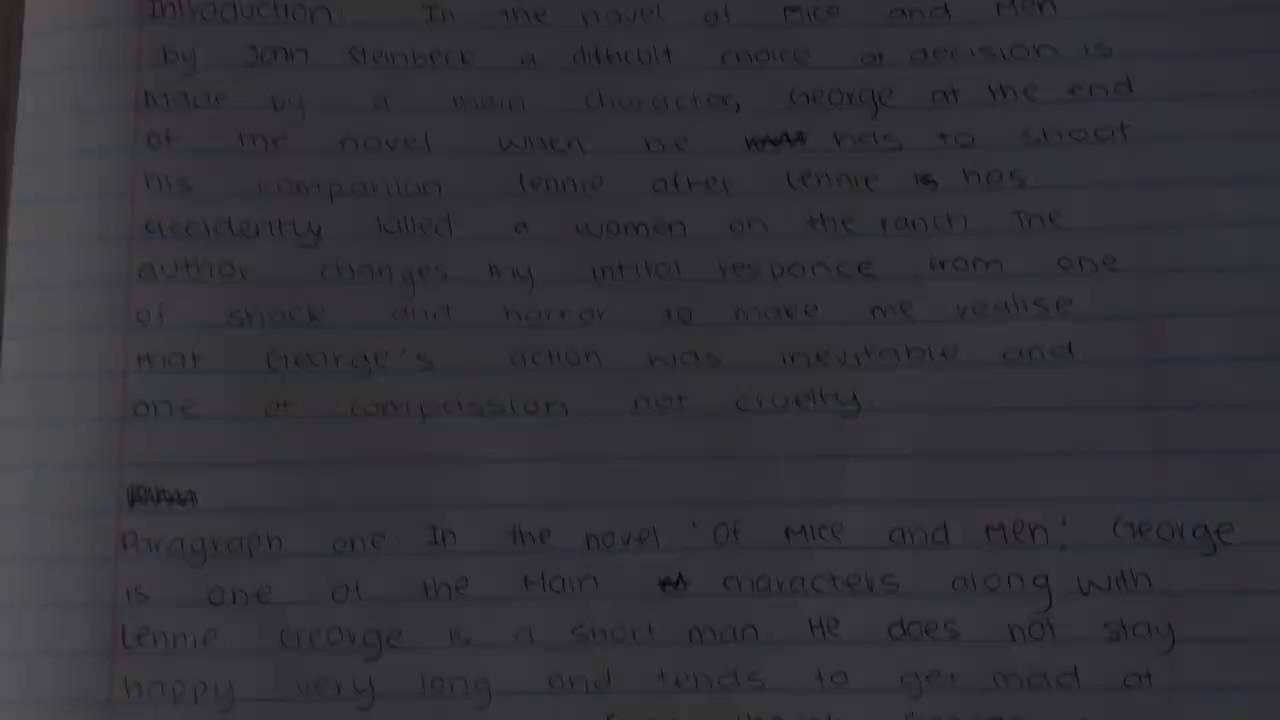 Introduction In the novel of Mice and Men
by John Steinbeck a difficult choice or decision is
made by a main character, George at the end
of the novel when he has to shoot
his companion Lennie after Lennie is has
accidently killed a women on the ranch The
author changes my intital responce from one
of shock and horror to make me realise
that George's action was inevitable and
one of compassion not cruelty
Paragraph one In the novel 'Of Mice and Men' George
is one of the Main characters along with
Lennie George is a short man. He does not stay
happy very long and tends to get mad at